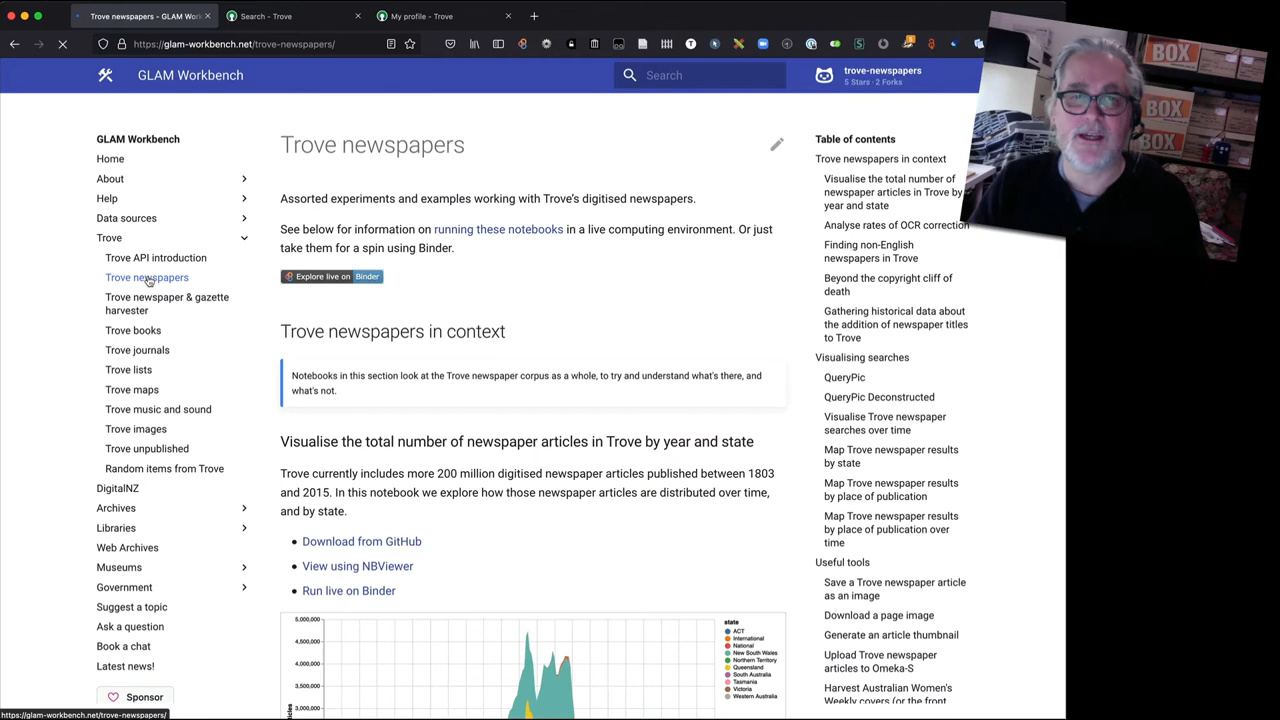 Trove newspapers - GLAM Work
Search - Trove
My profile - Trove
https://glam-workbench.net/trove-newspapers/
GLAM Workbench
Search
trove-newspapers
5 Stars · 2 Forks
GLAM Workbench
Home
About
Help
Data sources
Trove
Trove API introduction
Trove newspapers
Trove newspaper & gazette
harvester
Trove books
Trove journals
Trove lists
Trove maps
Trove music and sound
Trove images
Trove unpublished
Random items from Trove
DigitalNZ
Archives
Libraries
Web Archives
Museums
Government
Suggest a topic
Ask a question
Book a chat
Latest news!
Sponsor
https://glam-workbench.net/trove-newspapers/
Trove newspapers
Assorted experiments and examples working with Trove's digitised newspapers.
See below for information on running these notebooks in a live computing environment. Or just
take them for a spin using Binder.
Explore live on Binder
Trove newspapers in context
Notebooks in this section look at the Trove newspaper corpus as a whole, to try and understand what's there, and
what's not.
Visualise the total number of newspaper articles in Trove by year and state
Trove currently includes more 200 million digitised newspaper articles published between 1803
and 2015. In this notebook we explore how those newspaper articles are distributed over time,
and by state.
Download from GitHub
View using NBViewer
Run live on Binder
5,000,000
4,500,000
4,000,000
3,500,000
3,000,000
state
ACT
International
National
New South Wales
Northern Territory
Queensland
South Australia
Tasmania
Victoria
Western Australia
Table of contents
Trove newspapers in context
Visualise the total number of
newspaper articles in Trove by
year and state
Analyse rates of OCR correction
Finding non-English
newspapers in Trove
Beyond the copyright cliff of
death
Gathering historical data about
the addition of newspaper titles
to Trove
Visualising searches
QueryPic
QueryPic Deconstructed
Visualise Trove newspaper
searches over time
Map Trove newspaper results
by state
Map Trove newspaper results
by place of publication
Map Trove newspaper results
by place of publication over
time
Useful tools
Save a Trove newspaper article
as an image
Download a page image
Generate an article thumbnail
Upload Trove newspaper
articles to Omeka-S
Harvest Australian Women's
Weekly covers (or the front
BOX
BOX
BOX